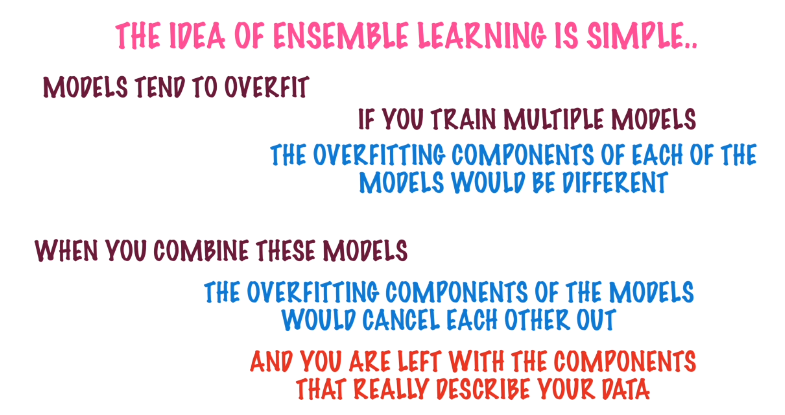 THE IDEA OF ENSEMBLE LEARNING IS SIMPLE..
MODELS TEND TO OVERFIT
IF YOU TRAIN MULTIPLE MODELS
THE OVERFITTING COMPONENTS OF EACH OF THE
MODELS WOULD BE DIFFERENT
WHEN YOU COMBINE THESE MODELS
THE OVERFITTING COMPONENTS OF THE MODELS
WOULD CANCEL EACH OTHER OUT
AND YOU ARE LEFT WITH THE COMPONENTS
THAT REALLY DESCRIBE YOUR DATA